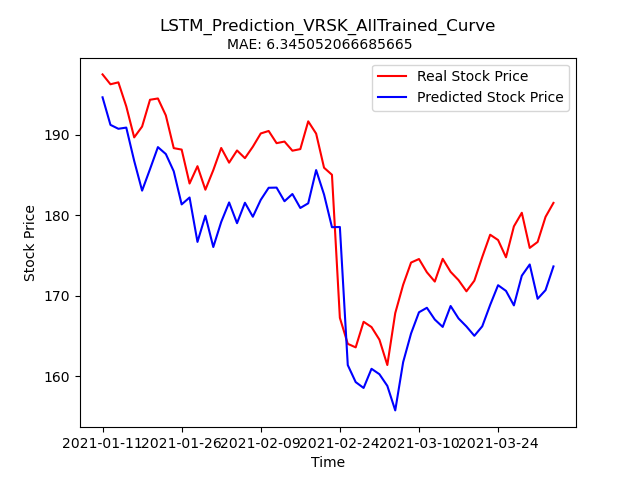 LSTM_Prediction_VRSK_AllTrained_Curve
MAE: 6.345052066685665
Real Stock Price
Predicted Stock Price
190
180
170
160
Stock Price
2021-01-11 2021-01-26 2021-02-09 2021-02-24 2021-03-10 2021-03-24
Time